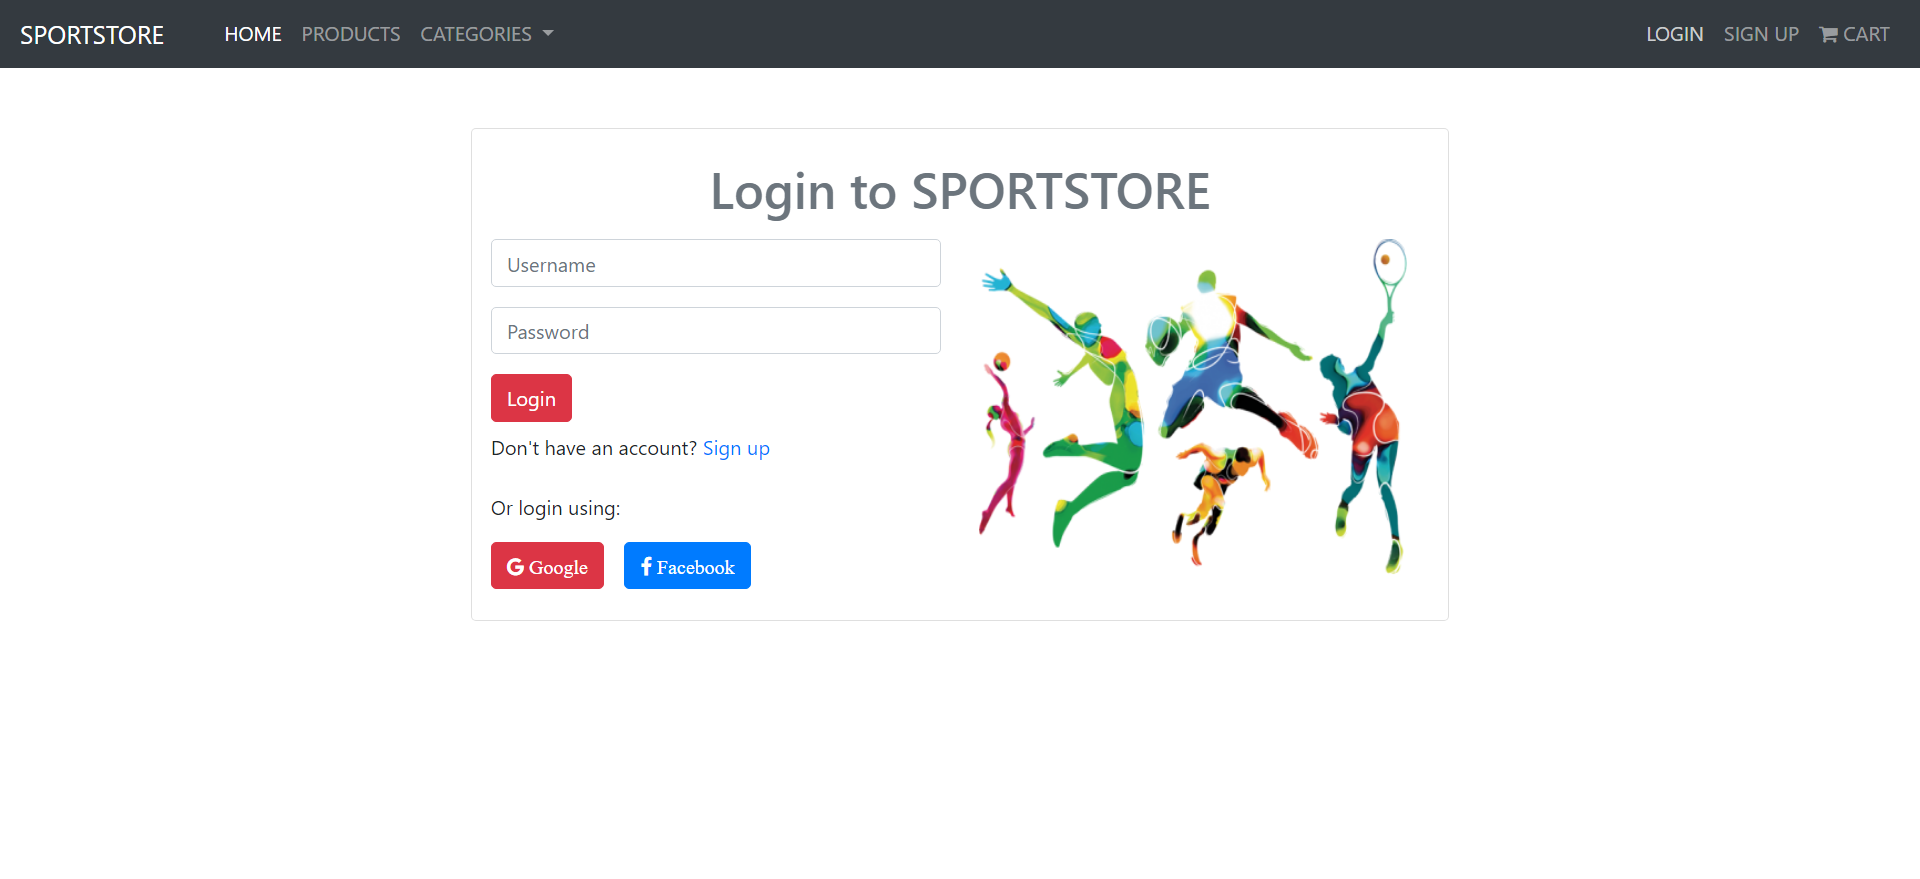 SPORTSTORE HOME PRODUCTS CATEGORIES LOGIN SIGN UP CART
Login to SPORTSTORE
Username
Password
Login
Don't have an account? Sign up
Or login using:
Google Facebook